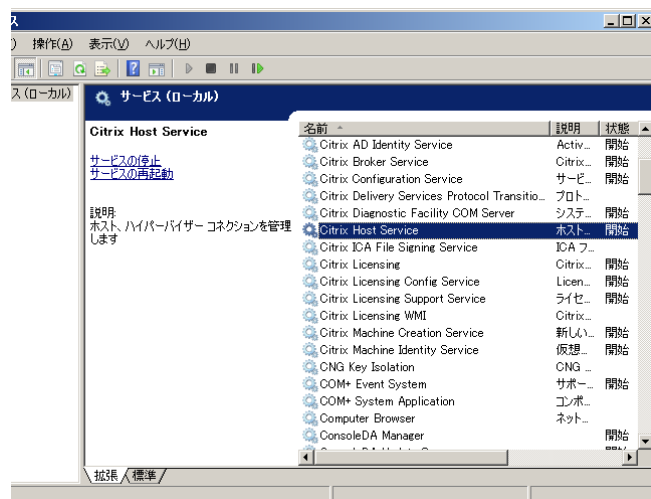 ス
操作(A) 表示(V) ヘルプ(H)
ス (ローカル)
サービス (ローカル)
Citrix Host Service
サービスの停止
サービスの再起動
説明:
ホスト、ハイパーバイザー コネクションを管理
します
名前 説明 状態
Citrix AD Identity Service Activ... 開始
Citrix Broker Service Citrix... 開始
Citrix Configuration Service サービ... 開始
Citrix Delivery Services Protocol Transitio... プロト...
Citrix Diagnostic Facility COM Server システ... 開始
Citrix Host Service ホスト... 開始
Citrix ICA File Signing Service ICA フ...
Citrix Licensing Citrix... 開始
Citrix Licensing Config Service Licen... 開始
Citrix Licensing Support Service ライセ... 開始
Citrix Licensing WMI Citrix...
Citrix Machine Creation Service 新しい... 開始
Citrix Machine Identity Service 仮想... 開始
CNG Key Isolation CNG ...
COM+ Event System サポー... 開始
COM+ System Application コンポ...
Computer Browser ネット...
ConsoleDA Manager 開始
拡張 標準